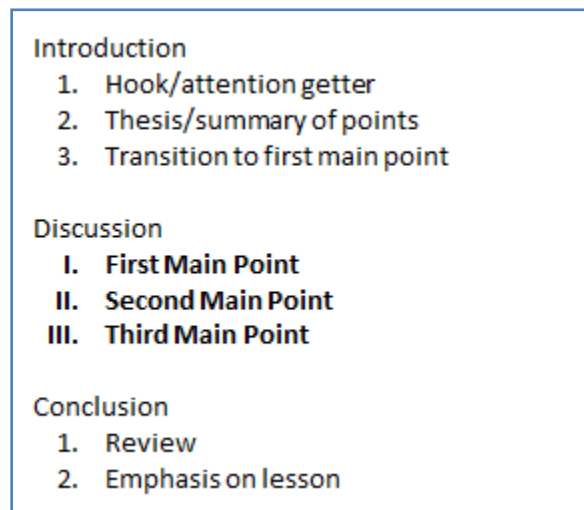 Introduction
1. Hook/attention getter
2. Thesis/summary of points
3. Transition to first main point
Discussion
I. First Main Point
II. Second Main Point
III. Third Main Point
Conclusion
1. Review
2. Emphasis on lesson